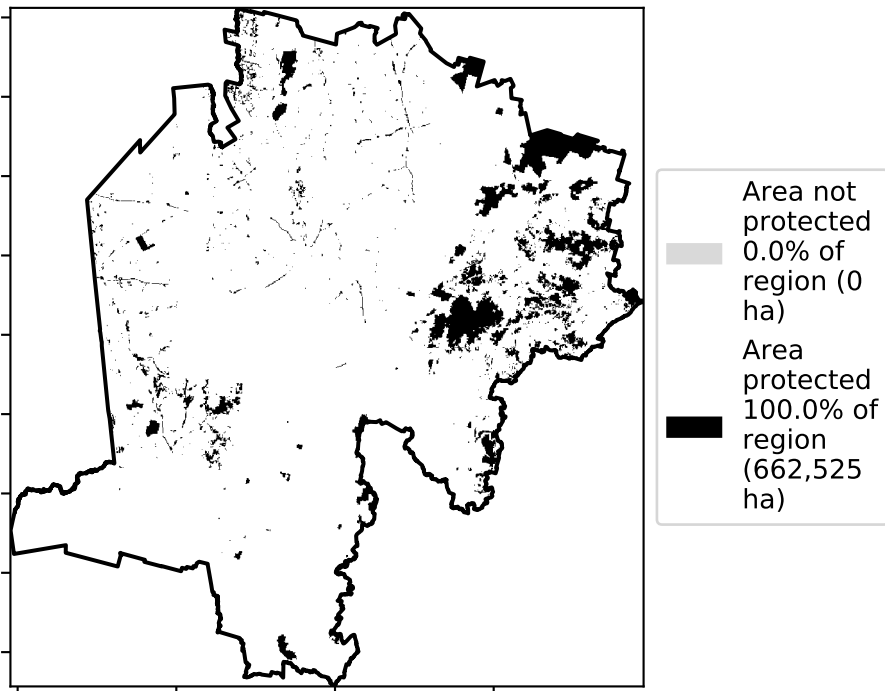 Area not
protected
0.0% of
region (0
ha)
Area
protected
100.0% of
region
(662,525
ha)